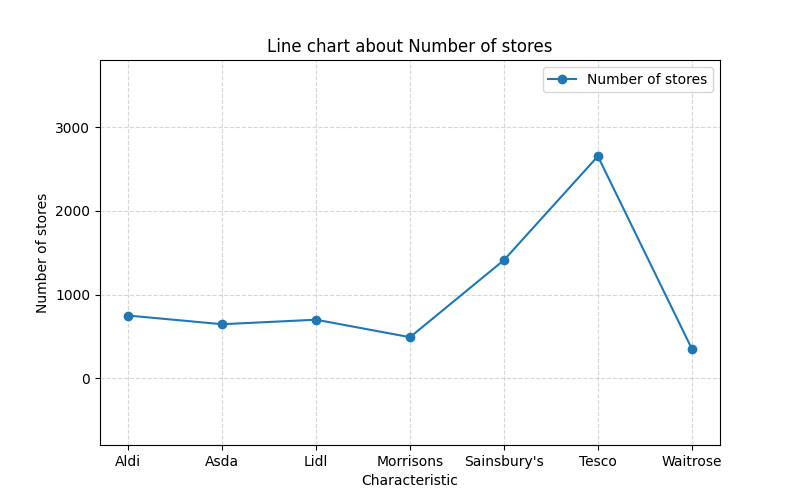 Line chart about Number of stores
Number of stores
3000
2000
1000
0
Number of stores
Aldi Asda Lidl Morrisons Sainsbury's Tesco Waitrose
Characteristic